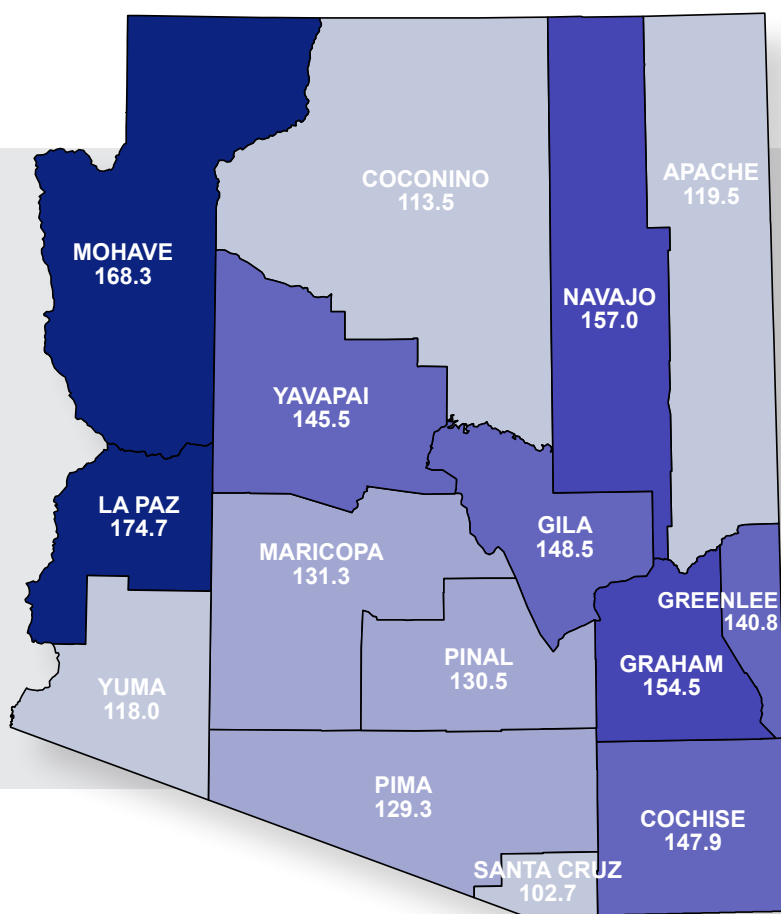 COCONINO
113.5
APACHE
119.5
MOHAVE
168.3
NAVAJO
157.0
YAVAPAI
145.5
LA PAZ
174.7
GILA
148.5
MARICOPA
131.3
GREENLEE
140.8
PINAL
130.5
GRAHAM
154.5
YUMA
118.0
PIMA
129.3
COCHISE
147.9
SANTA CRUZ
102.7